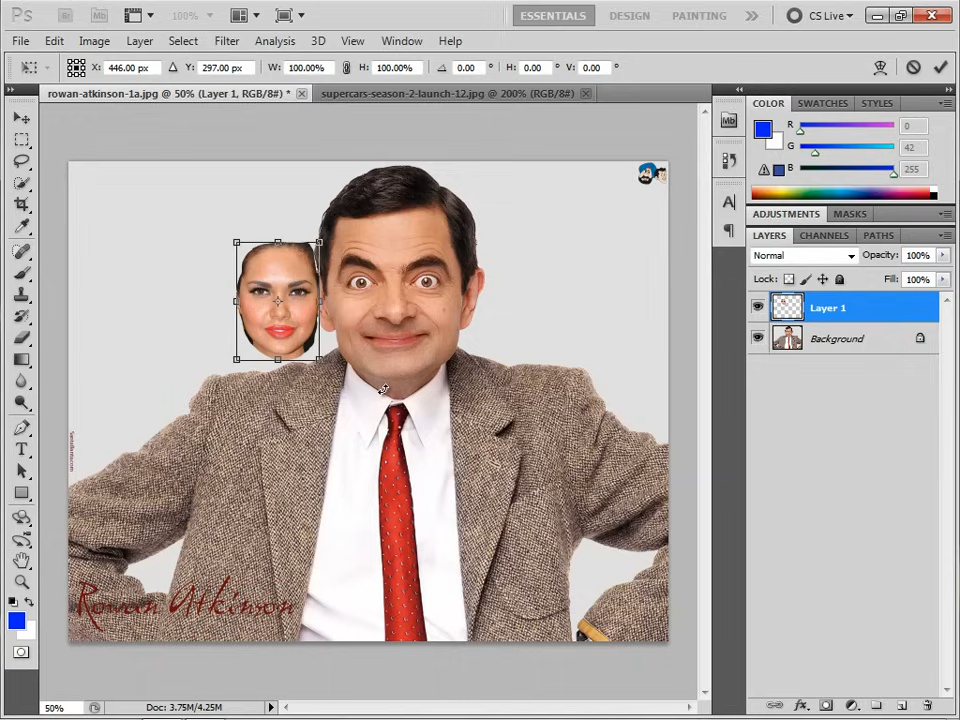 Ps Br Mb 100% ESSENTIALS DESIGN PAINTING CS Live
File Edit Image Layer Select Filter Analysis 3D View Window Help
X: 446.00 px Y: 297.00 px W: 100.00% H: 100.00% 0.00 ° H: 0.00 ° V: 0.00 °
rowan-atkinson-1a.jpg @ 50% (Layer 1, RGB/8#) * supercars-season-2-launch-12.jpg @ 200% (RGB/8#)
COLOR SWATCHES STYLES
R 0
G 42
B 255
ADJUSTMENTS MASKS
LAYERS CHANNELS PATHS
Normal Opacity: 100%
Lock: Fill: 100%
Layer 1
Background
Santabanta.com
Rowan Atkinson
50% Doc: 3.75M/4.25M